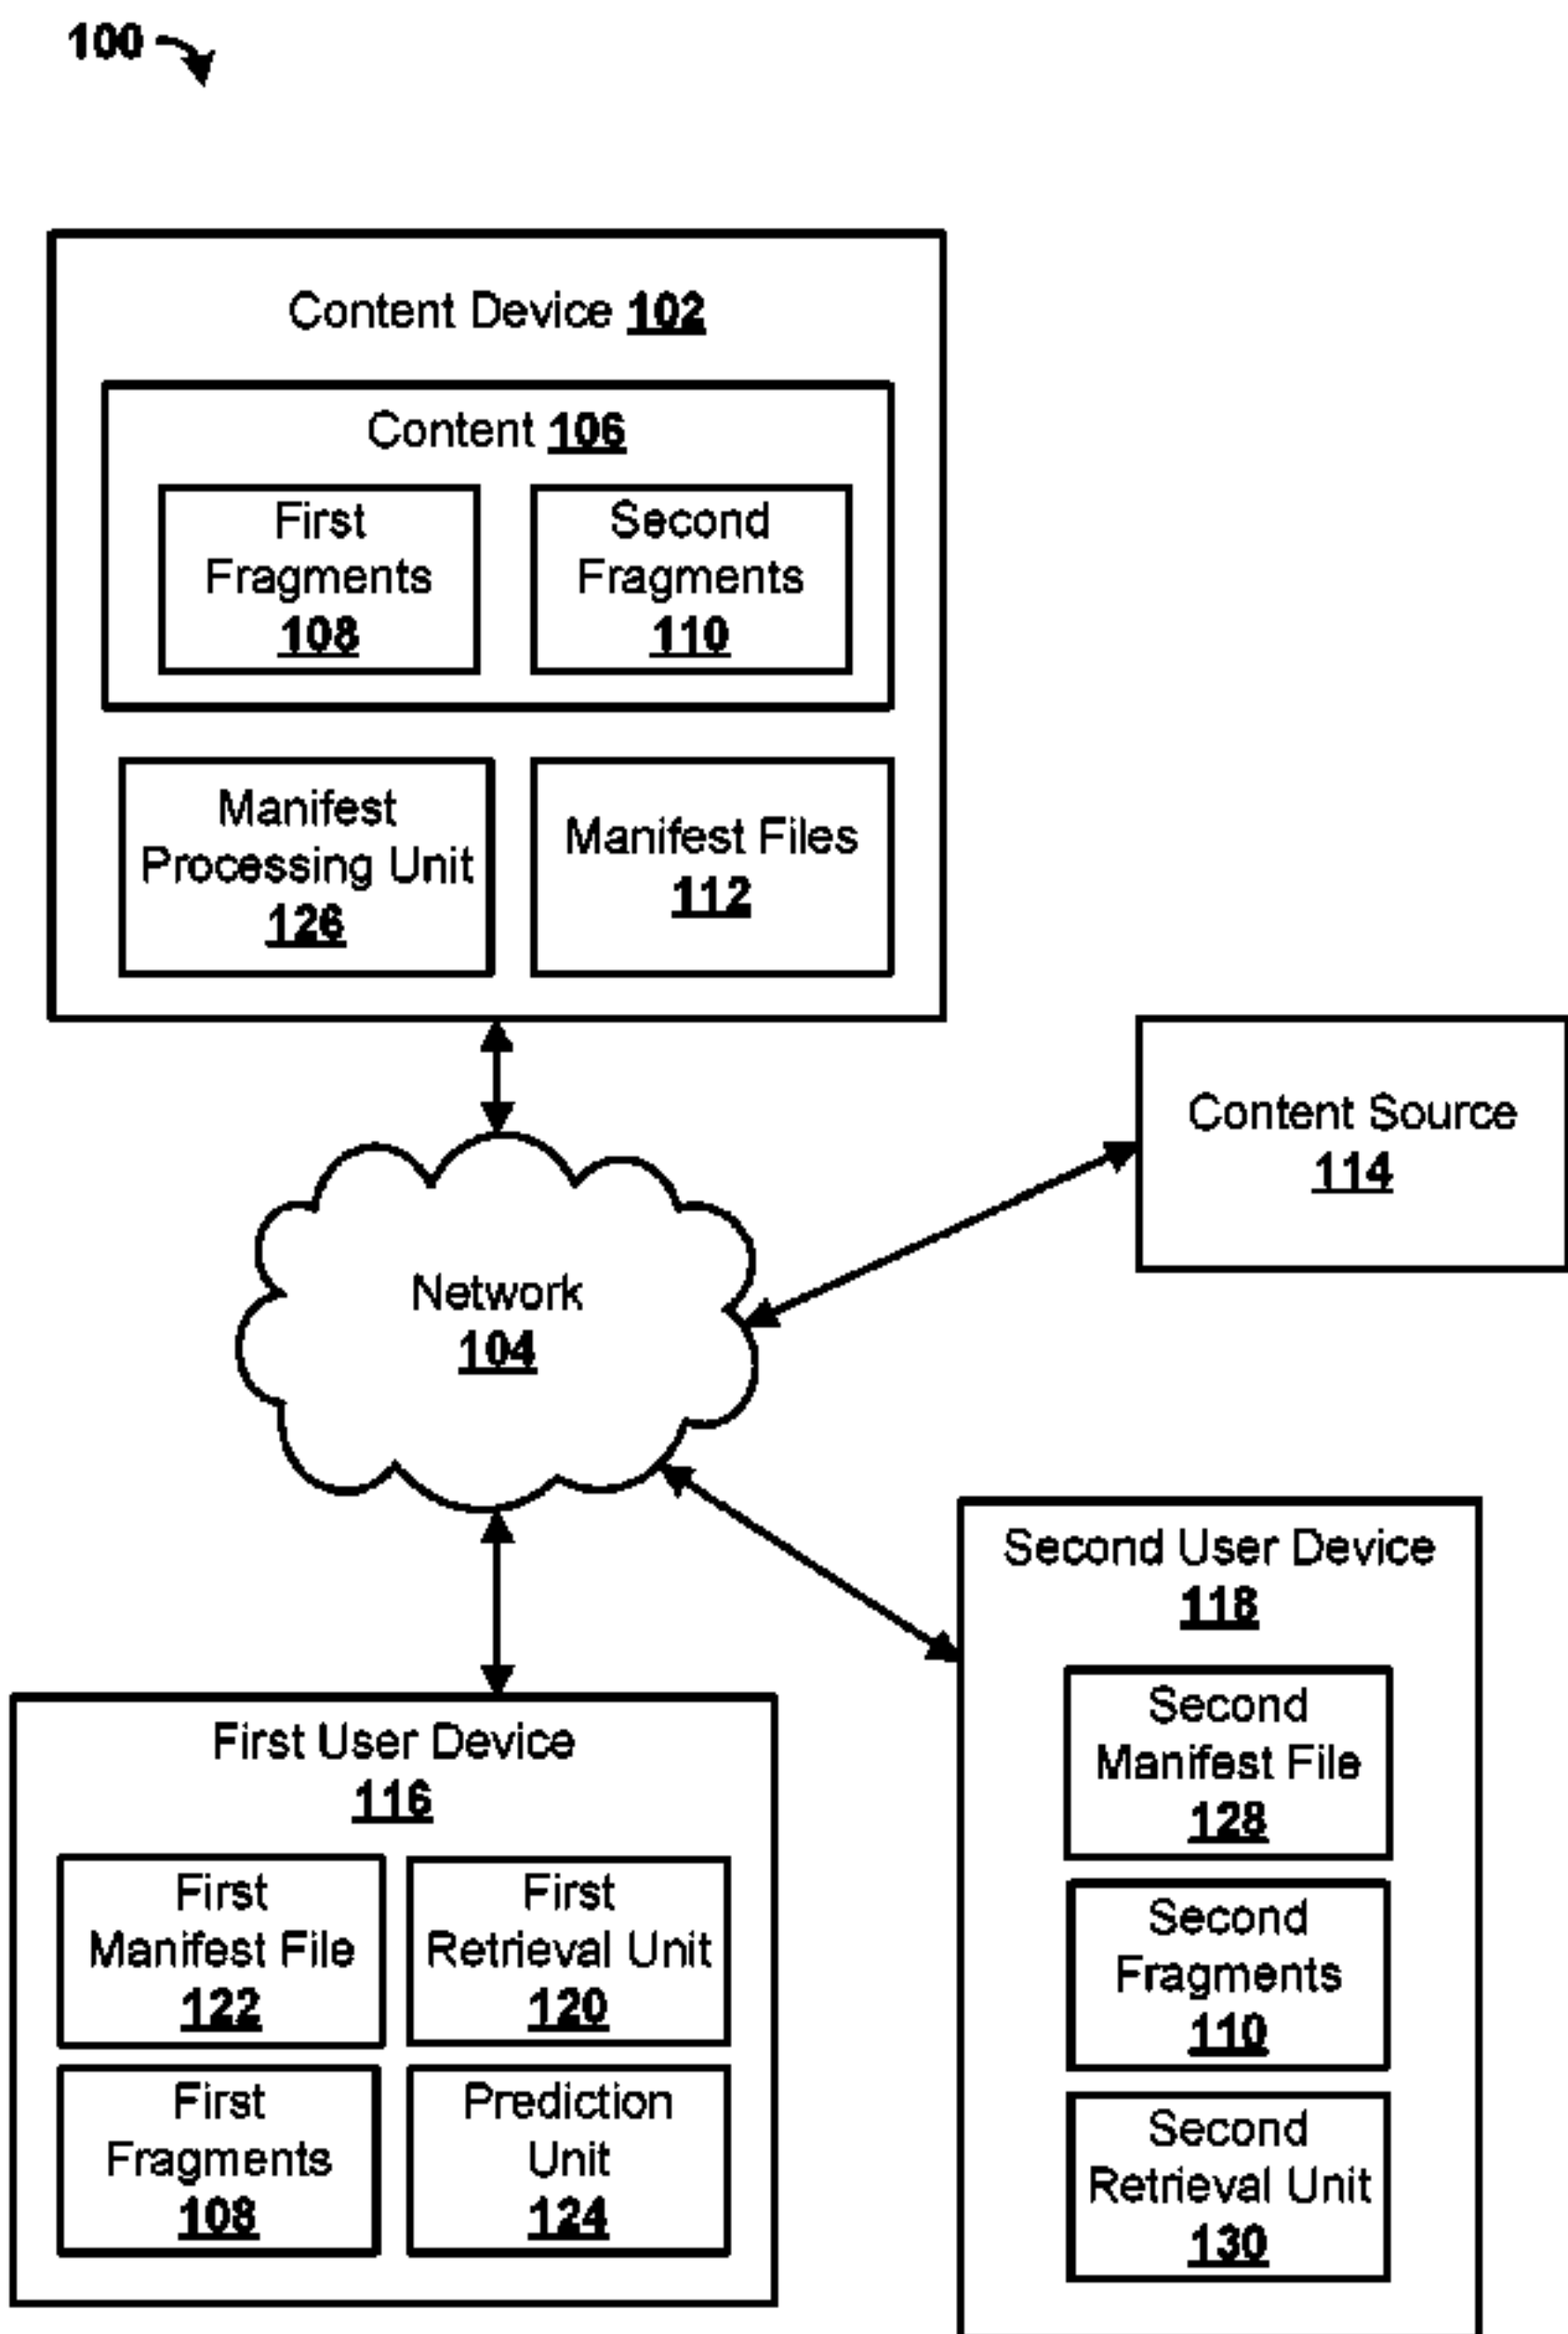 100
Content Device 102
Content 106
First
Fragments
108
Second
Fragments
110
Manifest
Processing Unit
126
Manifest Files
112
Content Source
114
Network
104
Second User Device
118
Second
Manifest File
128
Second
Fragments
110
Second
Retrieval Unit
130
First User Device
116
First
Manifest File
122
First
Retrieval Unit
120
First
Fragments
108
Prediction
Unit
124